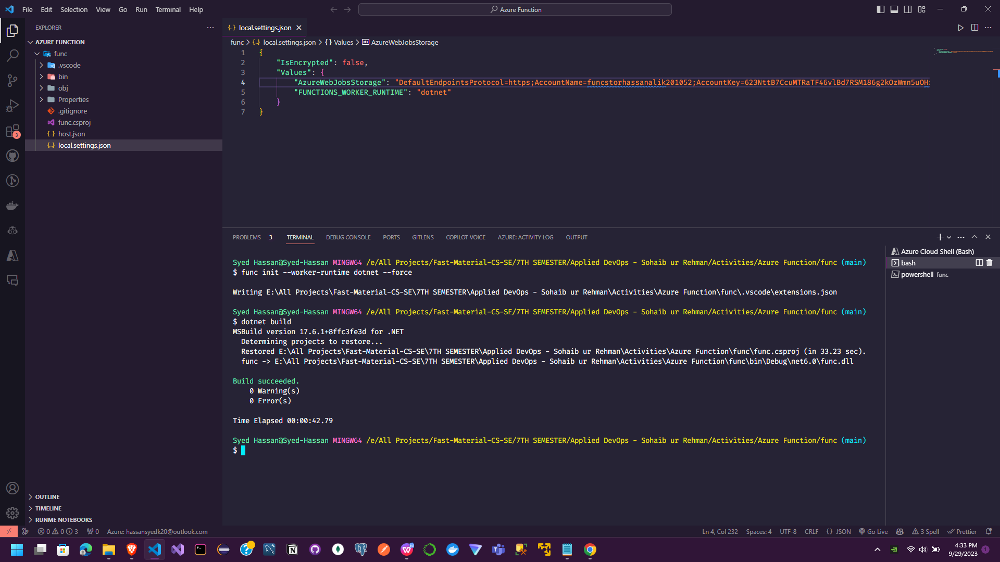 File Edit Selection View Go Run Terminal Help
Azure Function
EXPLORER
AZURE FUNCTION
func
.vscode
bin
obj
Properties
.gitignore
func.csproj
host.json
local.settings.json
OUTLINE
TIMELINE
RUNME NOTEBOOKS
3
local.settings.json
func > local.settings.json > {} Values > AzureWebJobsStorage
1 {
2 "IsEncrypted": false,
3 "Values": {
4 "AzureWebJobsStorage": "DefaultEndpointsProtocol=https;AccountName=funcstorhassanalik201052;AccountKey=
5 "FUNCTIONS_WORKER_RUNTIME": "dotnet"
6 }
7 }
PROBLEMS 3 TERMINAL DEBUG CONSOLE PORTS GITLENS COPILOT VOICE AZURE: ACTIVITY LOG OUTPUT
Syed Hassan@Syed-Hassan MINGW64 /e/All Projects/Fast-Material-CS-SE/7TH SEMESTER/Applied DevOps - Sohaib ur Rehman/Activities/Azure Function/func (main)
$ func init --worker-runtime dotnet --force
Writing E:\All Projects\Fast-Material-CS-SE\7TH SEMESTER\Applied DevOps - Sohaib ur Rehman\Activities\Azure Function\func\.vscode\extensions.json
Syed Hassan@Syed-Hassan MINGW64 /e/All Projects/Fast-Material-CS-SE/7TH SEMESTER/Applied DevOps - Sohaib ur Rehman/Activities/Azure Function/func (main)
$ dotnet build
MSBuild version 17.6.1+8ffc3fe3d for .NET
Determining projects to restore...
Restored E:\All Projects\Fast-Material-CS-SE\7TH SEMESTER\Applied DevOps - Sohaib ur Rehman\Activities\Azure Function\func\func.csproj (in 33.23 sec).
func -> E:\All Projects\Fast-Material-CS-SE\7TH SEMESTER\Applied DevOps - Sohaib ur Rehman\Activities\Azure Function\func\bin\Debug\net6.0\func.dll
Build succeeded.
0 Warning(s)
0 Error(s)
Time Elapsed 00:00:42.79
Syed Hassan@Syed-Hassan MINGW64 /e/All Projects/Fast-Material-CS-SE/7TH SEMESTER/Applied DevOps - Sohaib ur Rehman/Activities/Azure Function/func (main)
$
Azure Cloud Shell (Bash)
bash
powershell func
0 0 3 0 Azure: hassansyedk20@outlook.com
Ln 4, Col 232 Spaces: 4 UTF-8 CRLF {} JSON Go Live 3 Spell Prettier
4:33 PM
9/29/2023
1